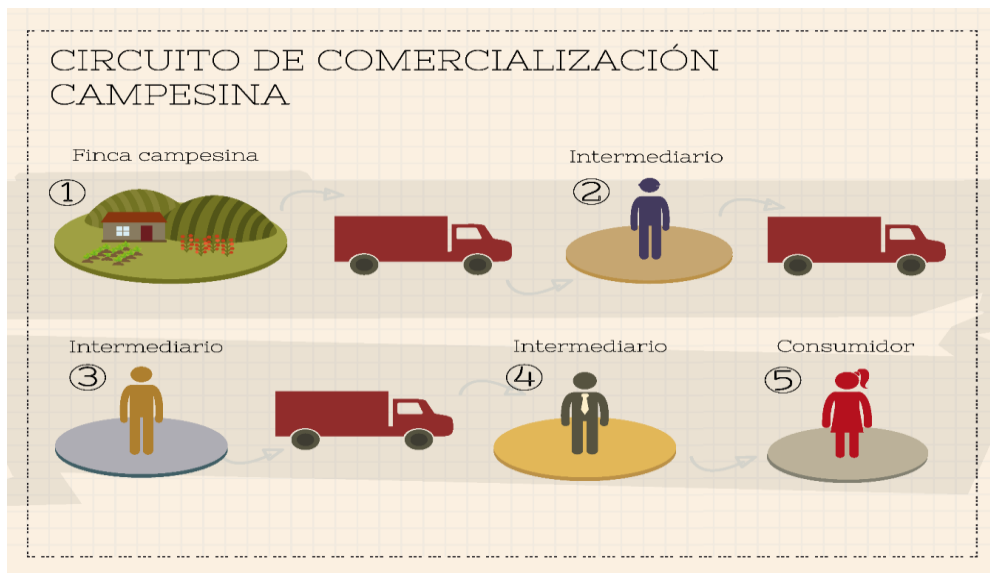 CIRCUITO DE COMERCIALIZACIÓN
CAMPESINA
Finca campesina
1
Intermediario
2
Intermediario
3
Intermediario
4
Consumidor
5